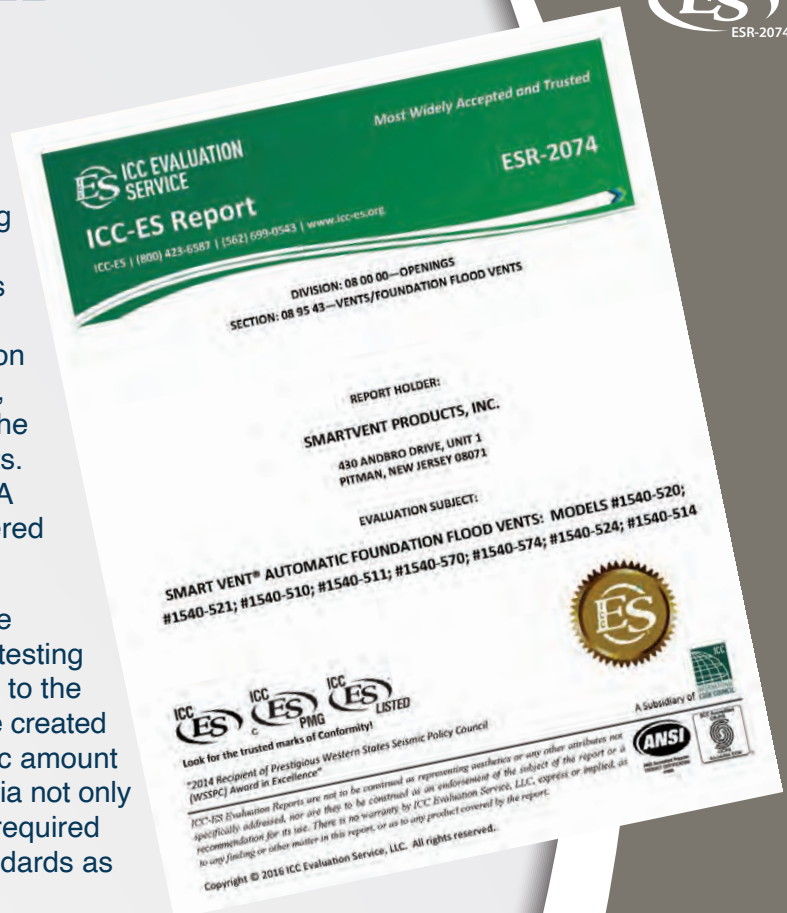 ES
ESR-2074
Most Widely Accepted and Trusted
ICC EVALUATION
SERVICE
ES
ESR-2074
ICC-ES Report
ICC-ES | (800) 423-6587 | (562) 699-0543 | www.icc-es.org
DIVISION: 08 00 00—OPENINGS
SECTION: 08 95 43—VENTS/FOUNDATION FLOOD VENTS
REPORT HOLDER:
SMARTVENT PRODUCTS, INC.
430 ANDBRO DRIVE, UNIT 1
PITMAN, NEW JERSEY 08071
EVALUATION SUBJECT:
SMART VENT® AUTOMATIC FOUNDATION FLOOD VENTS: MODELS #1540-520;
#1540-521; #1540-510; #1540-511; #1540-570; #1540-574; #1540-524; #1540-514
ES
ICC ES
ICC ES PMG
C
ICC ES LISTED
Look for the trusted marks of Conformity!
"2014 Recipient of Prestigious Western States Seismic Policy Council
(WSSPC) Award in Excellence"
A Subsidiary of
ICC
ANSI
ICC-ES Evaluation Reports are not to be construed as representing aesthetics or any other attributes not
specifically addressed, nor are they to be construed as an endorsement of the subject of the report or a
recommendation for its use. There is no warranty by ICC Evaluation Service, LLC, express or implied, as
to any finding or other matter in this report, or as to any product covered by the report.
Copyright © 2016 ICC Evaluation Service, LLC. All rights reserved.
g
s
on
,
he
s.
A
red
e
testing
to the
e created
ic amount
ia not only
required
dards as